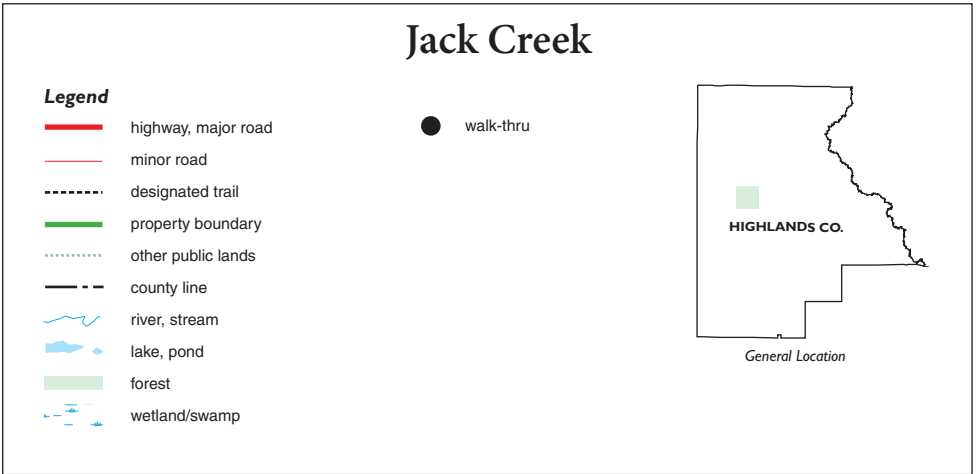 Jack Creek
Legend
highway, major road
minor road
designated trail
property boundary
other public lands
county line
river, stream
lake, pond
forest
wetland/swamp
walk-thru
HIGHLANDS CO.
General Location